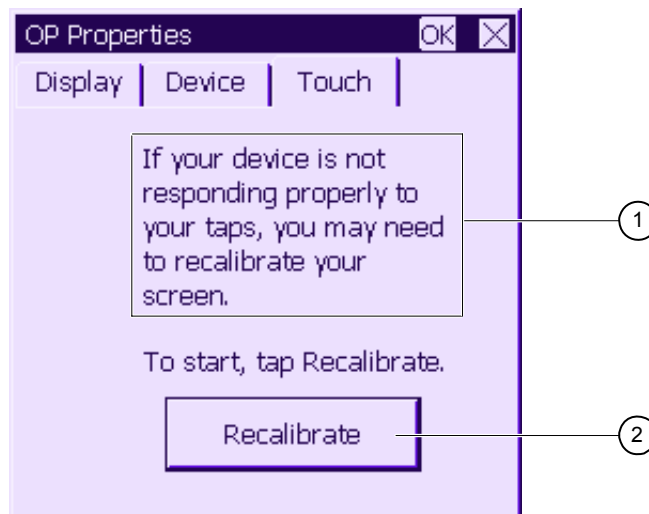 OP Properties OK
Display Device Touch
If your device is not
responding properly to
your taps, you may need
to recalibrate your
screen.
1
To start, tap Recalibrate.
Recalibrate
2